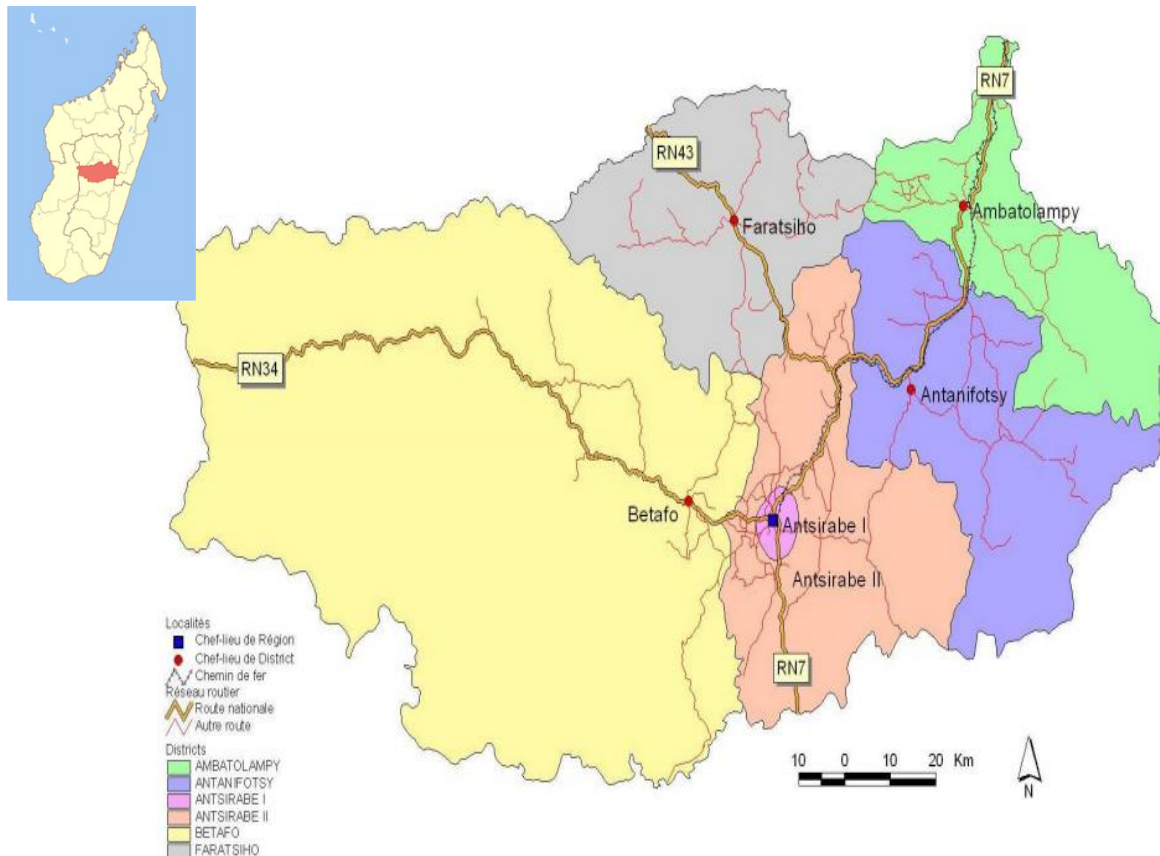 RN7
RN43
Ambatolampy
Faratsiho
RN34
Antanifotsy
Betafo
Antsirabe I
Antsirabe II
RN7
Localités
Chef-lieu de Région
Chef-lieu de District
Chemin de fer
Réseau routier
Route nationale
Autre route
Districts
AMBATOLAMPY
ANTANIFOTSY
ANTSIRABE I
ANTSIRABE II
BETAFO
FARATSIHO
10 0 10 20 Km
N